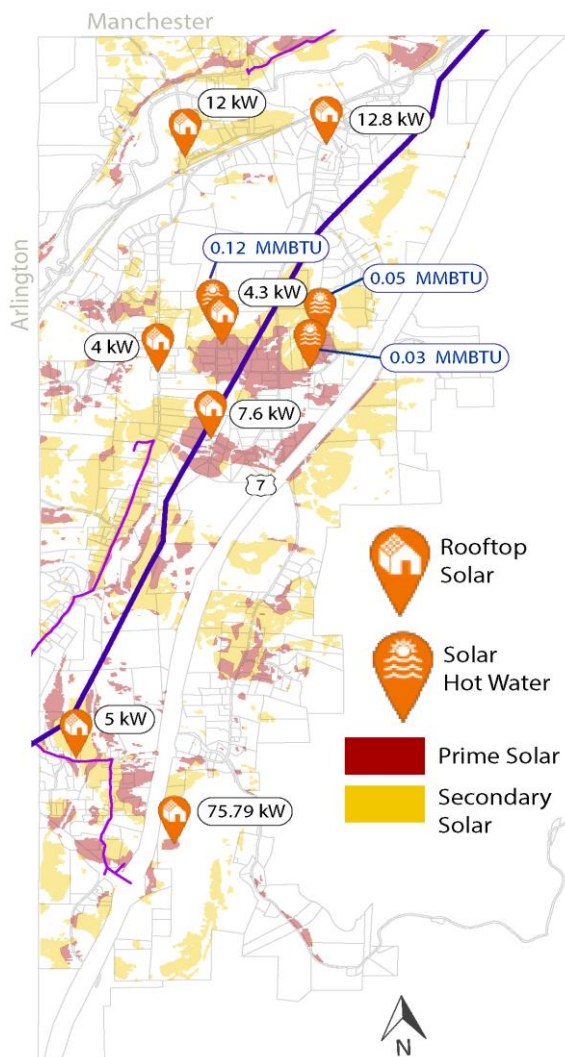 Manchester
12 kW
12.8 kW
Arlington
0.12 MMBTU
4.3 kW
0.05 MMBTU
4 kW
0.03 MMBTU
7.6 kW
7
Rooftop
Solar
Solar
Hot Water
5 kW
Prime Solar
75.79 kW
Secondary
Solar
N